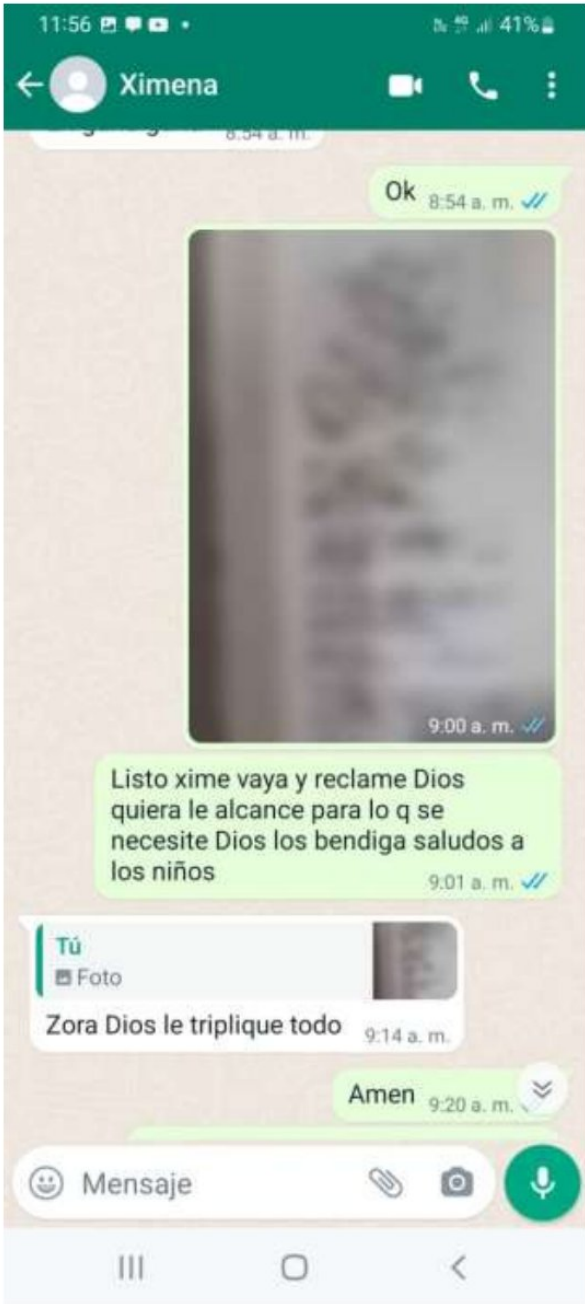 11:56
41%
Ximena
8:54 a. m.
Ok 8:54 a. m.
9:00 a. m.
Listo xime vaya y reclame Dios
quiera le alcance para lo q se
necesite Dios los bendiga saludos a
los niños
9:01 a. m.
Tú
Foto
Zora Dios le triplique todo 9:14 a. m.
Amen 9:20 a. m.
Mensaje